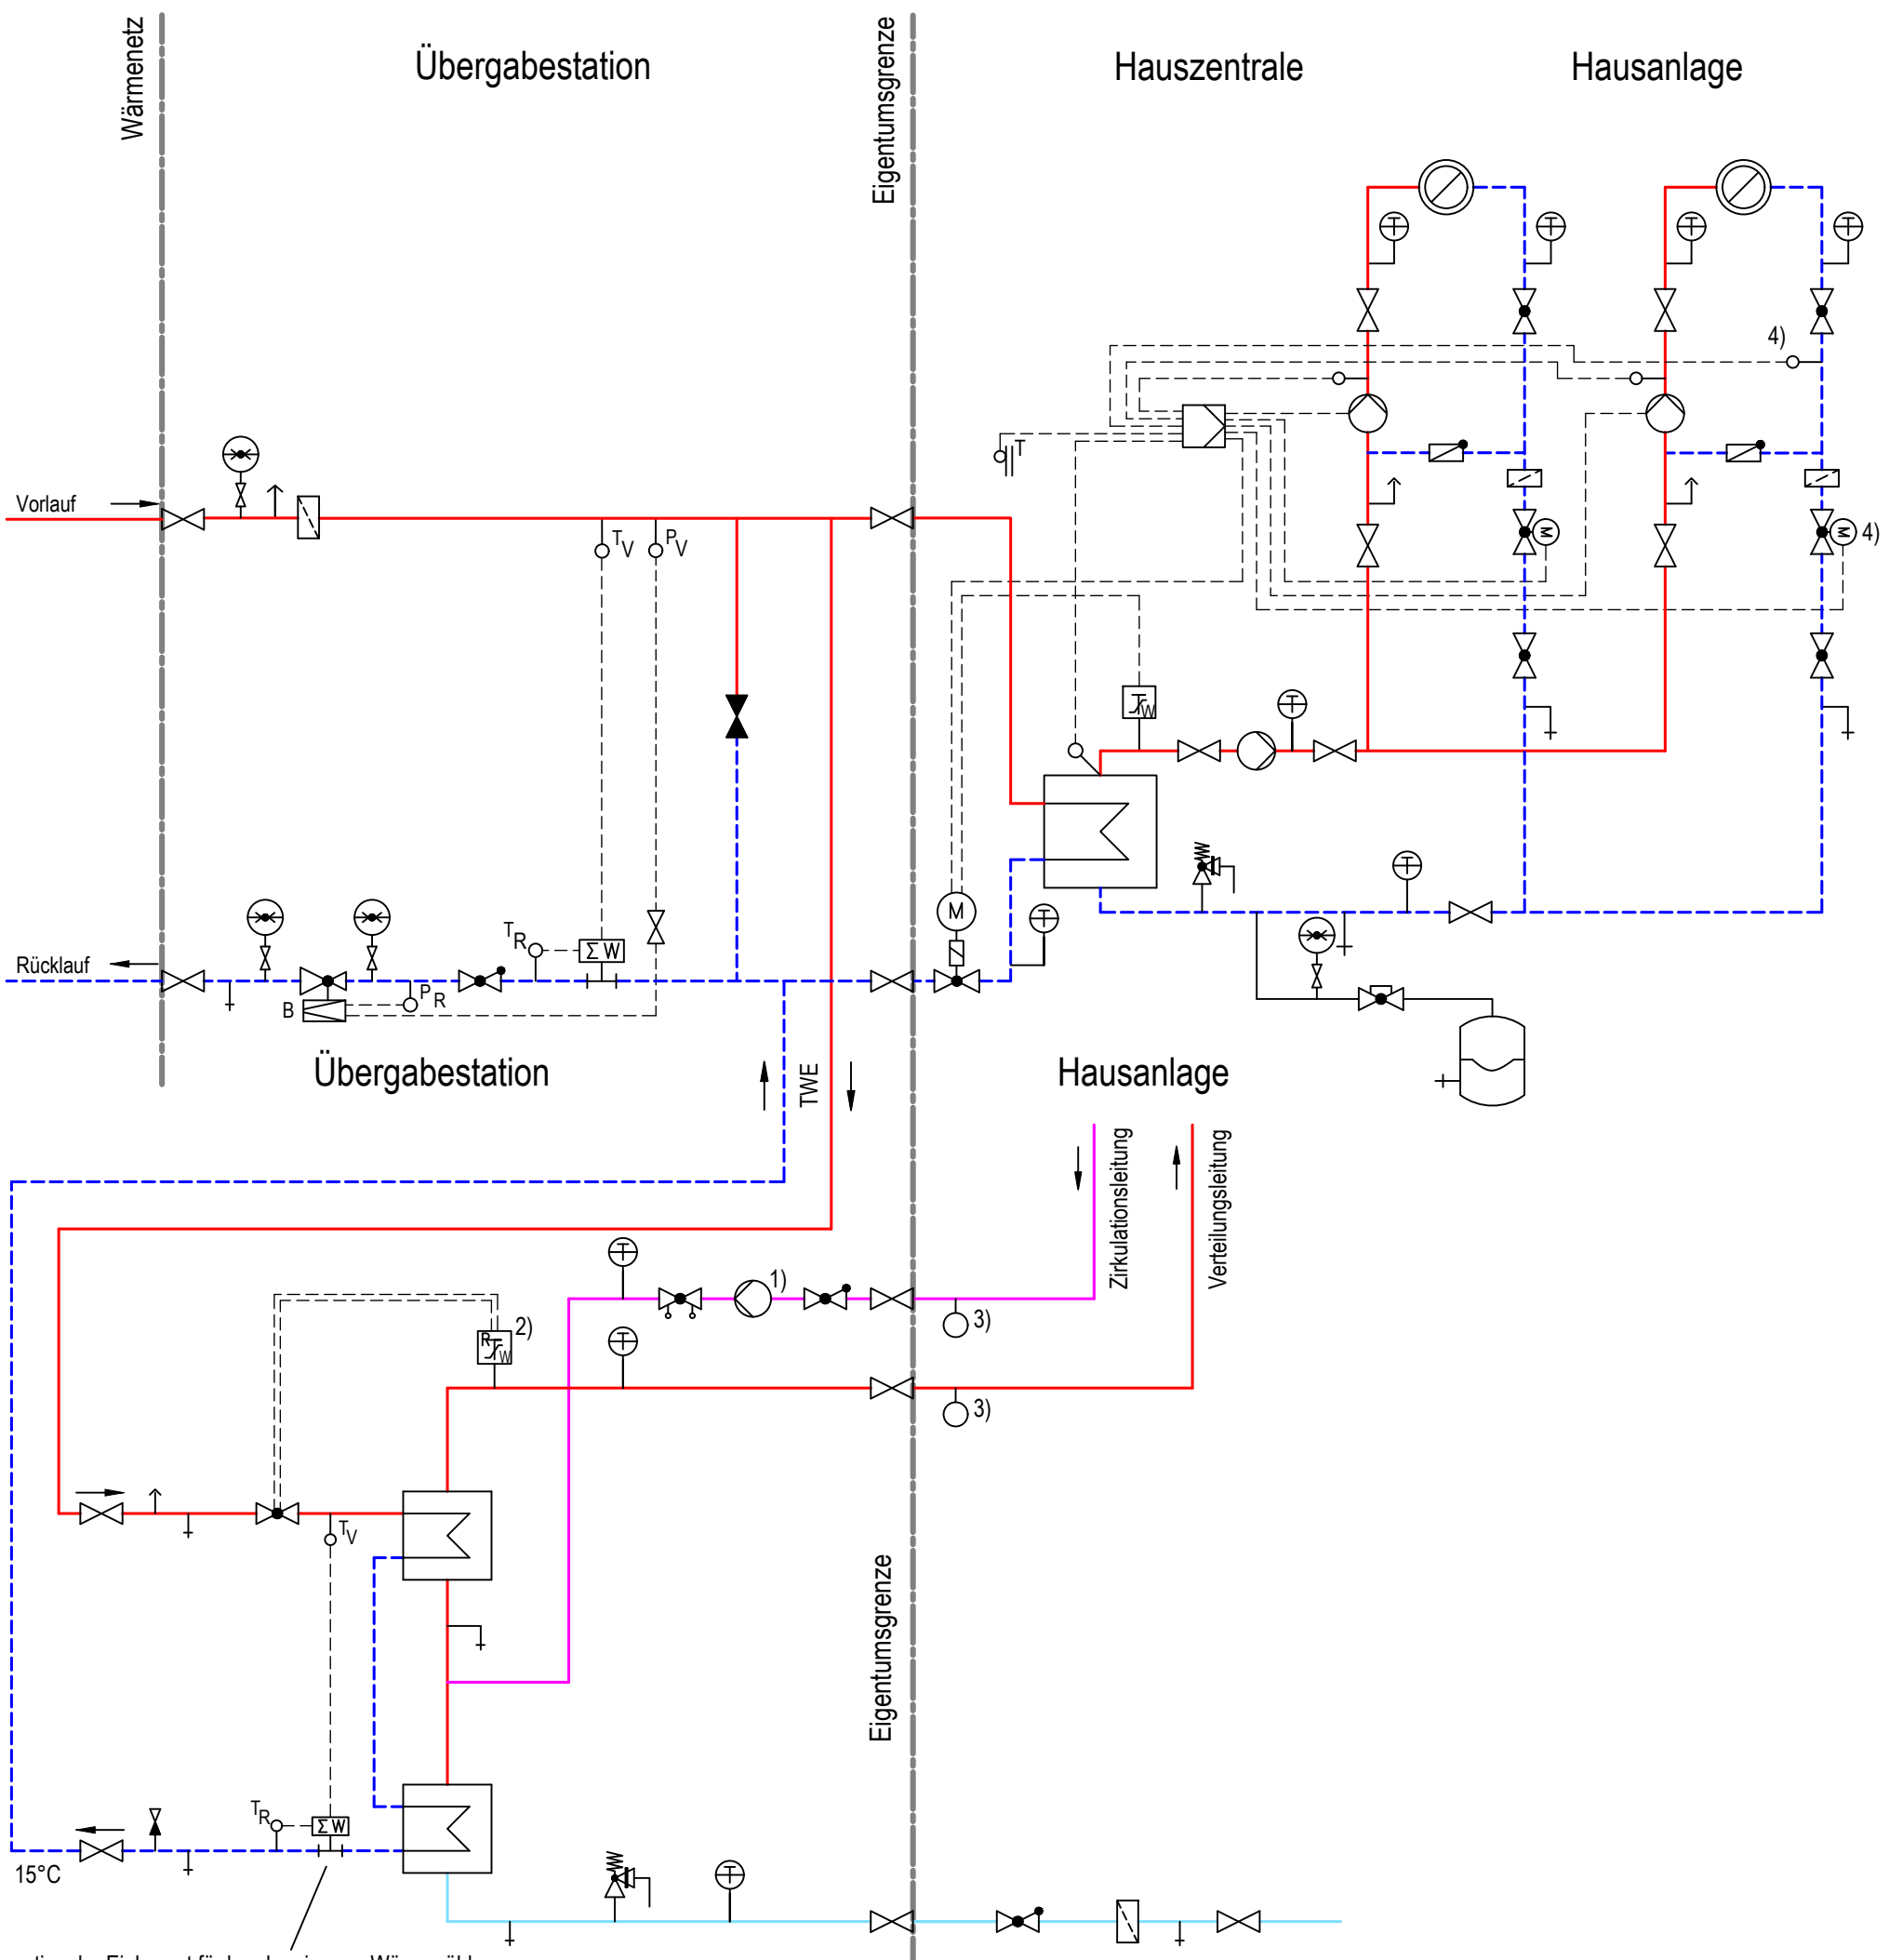 Wärmenetz
Übergabestation
Eigentumsgrenze
Hauszentrale
Hausanlage
4)
T
Vorlauf
T V
P V
M
M
4)
T W
M
T R
Σ W
Rücklauf
P R
B
Übergabestation
TWE
Hausanlage
Zirkulationsleitung
Verteilungsleitung
1)
2)
R T W
3)
3)
T V
Eigentumsgrenze
T R
Σ W
15°C